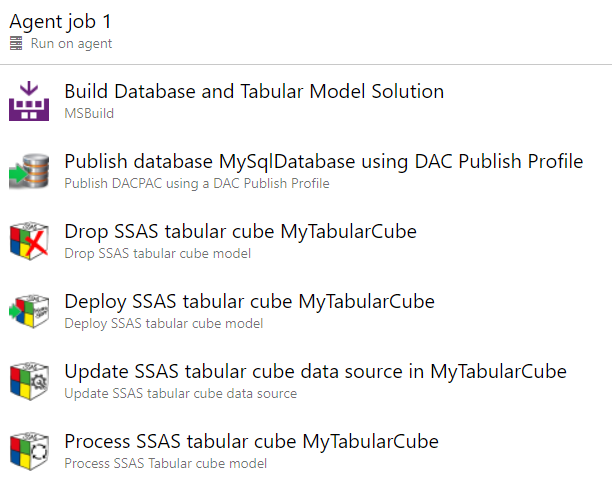 Agent job 1
Run on agent
Build Database and Tabular Model Solution
MSBuild
Publish database MySqlDatabase using DAC Publish Profile
Publish DACPAC using a DAC Publish Profile
Drop SSAS tabular cube MyTabularCube
Drop SSAS tabular cube model
Deploy SSAS tabular cube MyTabularCube
Deploy SSAS tabular cube model
Update SSAS tabular cube data source in MyTabularCube
Update SSAS tabular cube data source
Process SSAS tabular cube MyTabularCube
Process SSAS Tabular cube model